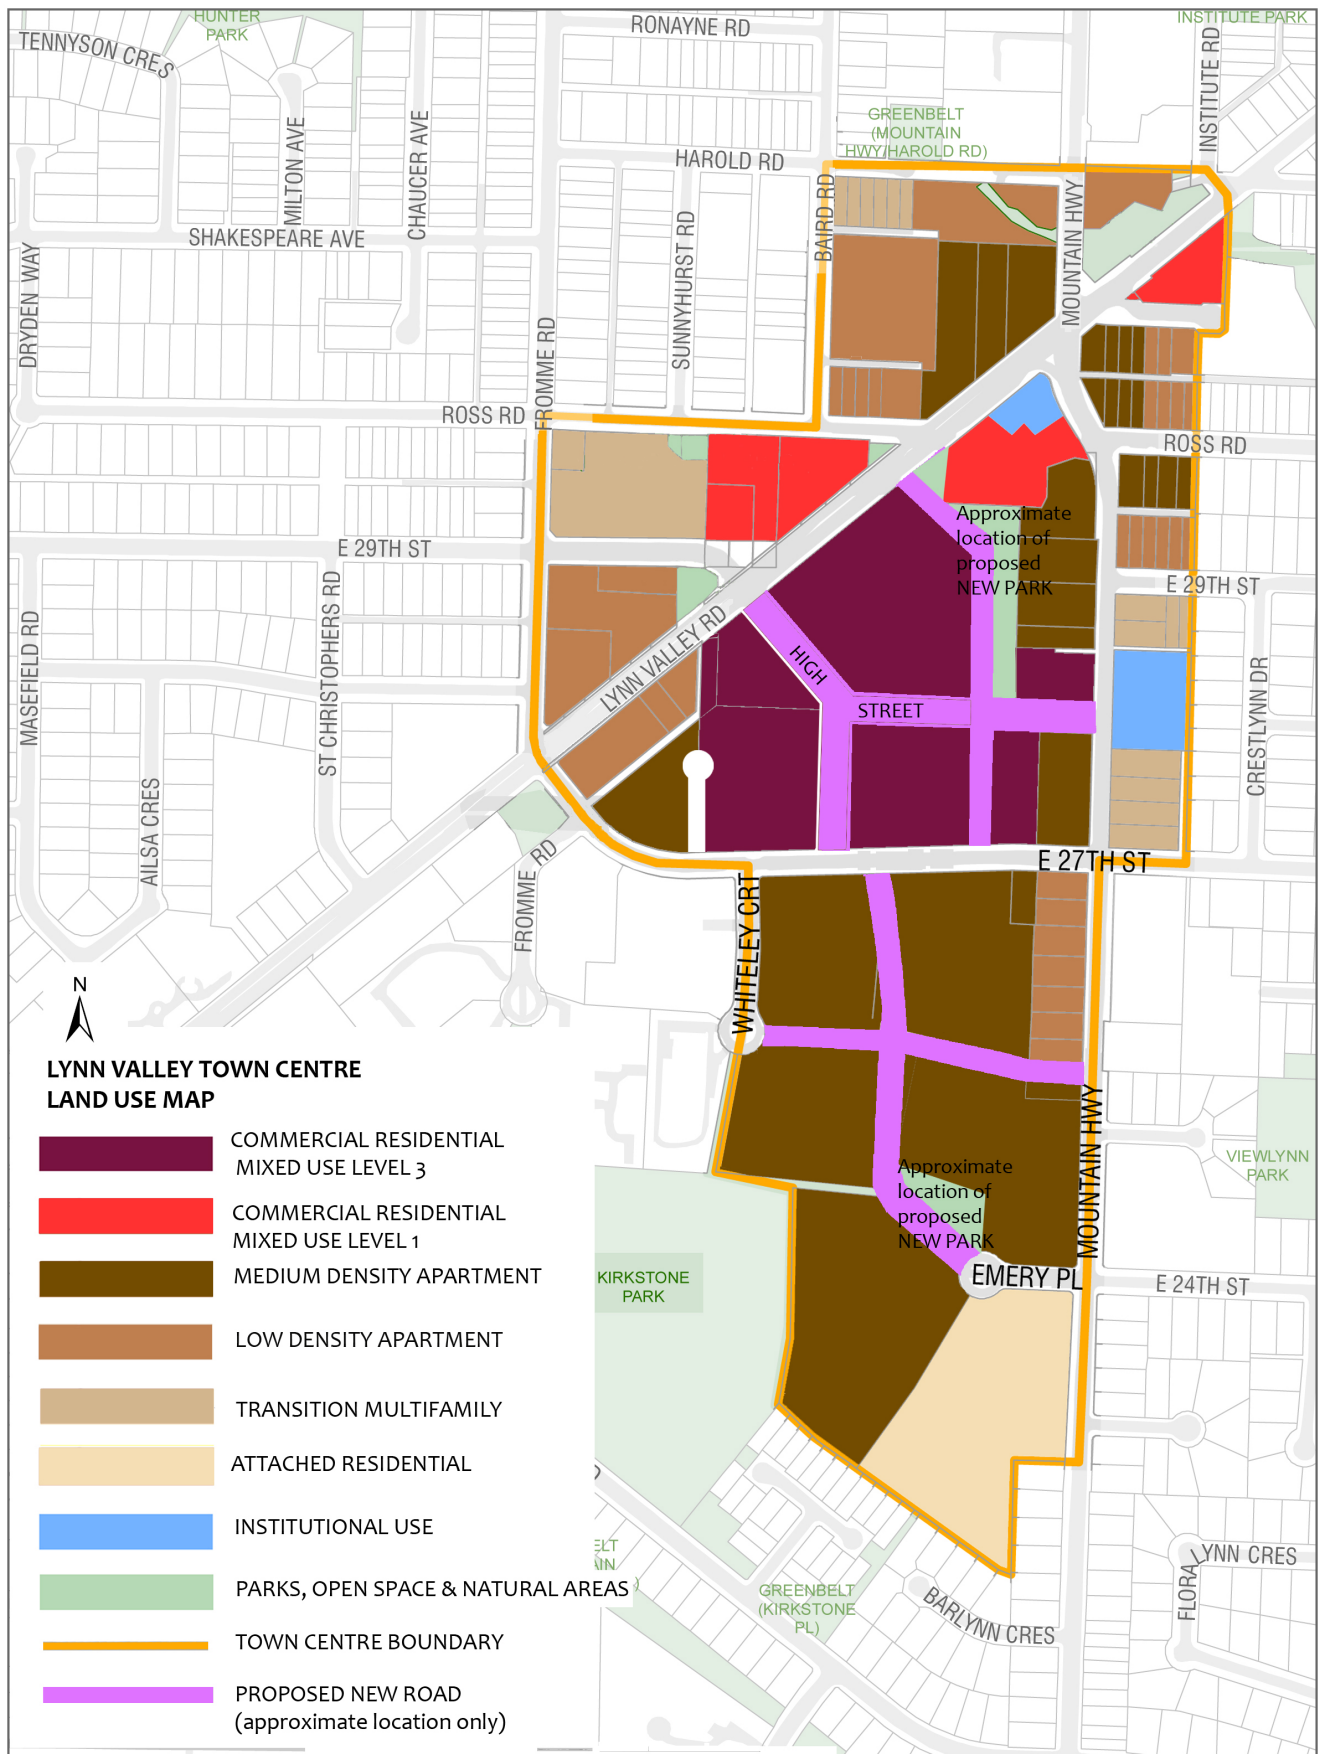 HUNTER
PARK
INSTITUTE PARK
RONAYNE RD
TENNYSON CRES
INSTITUTE RD
MILTON AVE
CHAUCER AVE
GREENBELT
(MOUNTAIN
HWY/HAROLD RD)
HAROLD RD
BAIRD RD
MOUNTAIN HWY
SHAKESPEARE AVE
SUNNYHURST RD
DRYDEN WAY
FROMME RD
ROSS RD
ROSS RD
Approximate
location of
proposed
NEW PARK
E 29TH ST
E 29TH ST
ST CHRISTOPHERS RD
MASEFIELD RD
LYNN VALLEY RD
HIGH
STREET
CRESTLYNN DR
AILSA CRES
FROMME RD
E 27TH ST
WHITELEY CRT
N
LYNN VALLEY TOWN CENTRE
LAND USE MAP
COMMERCIAL RESIDENTIAL
MIXED USE LEVEL 3
COMMERCIAL RESIDENTIAL
MIXED USE LEVEL 1
MEDIUM DENSITY APARTMENT
LOW DENSITY APARTMENT
TRANSITION MULTIFAMILY
ATTACHED RESIDENTIAL
INSTITUTIONAL USE
PARKS, OPEN SPACE & NATURAL AREAS
TOWN CENTRE BOUNDARY
PROPOSED NEW ROAD
(approximate location only)
MOUNTAIN HWY
VIEWLYNN
PARK
Approximate
location of
proposed
NEW PARK
KIRKSTONE
PARK
EMERY PL
E 24TH ST
GREENBELT
(KIRKSTONE
PL)
BARLYNN CRES
FLORAL
LYNN CRES